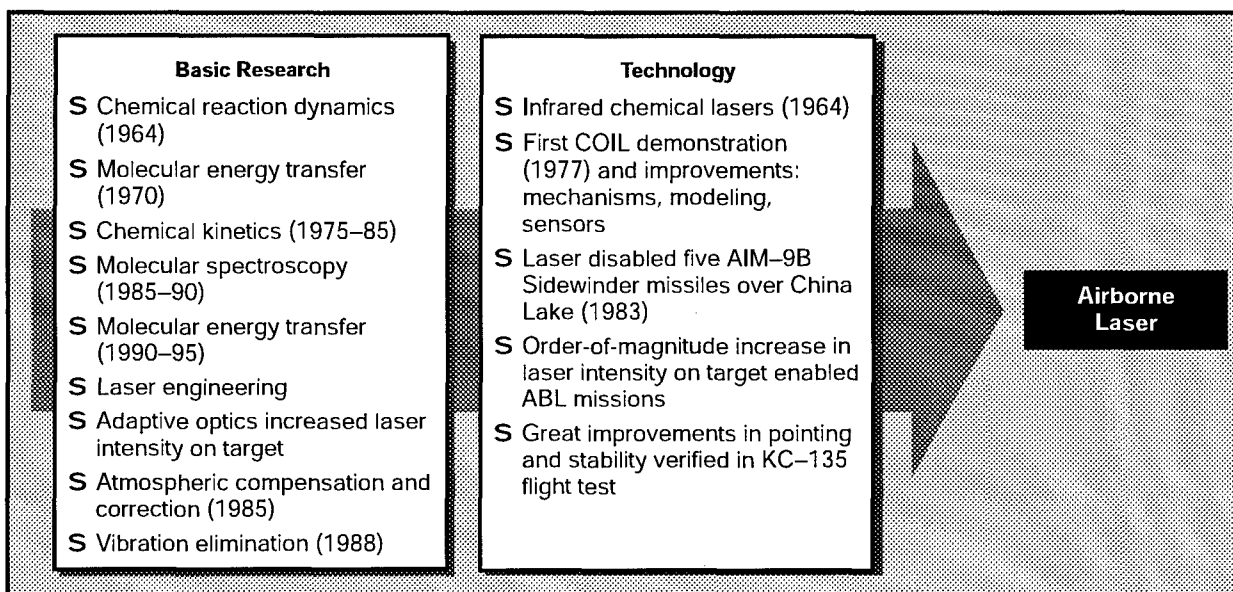 Basic Research
S Chemical reaction dynamics
(1964)
S Molecular energy transfer
(1970)
S Chemical kinetics (1975–85)
S Molecular spectroscopy
(1985–90)
S Molecular energy transfer
(1990–95)
S Laser engineering
S Adaptive optics increased laser
intensity on target
S Atmospheric compensation and
correction (1985)
S Vibration elimination (1988)
Technology
S Infrared chemical lasers (1964)
S First COIL demonstration
(1977) and improvements:
mechanisms, modeling,
sensors
S Laser disabled five AIM–9B
Sidewinder missiles over China
Lake (1983)
S Order-of-magnitude increase in
laser intensity on target enabled
ABL missions
S Great improvements in pointing
and stability verified in KC–135
flight test
Airborne
Laser